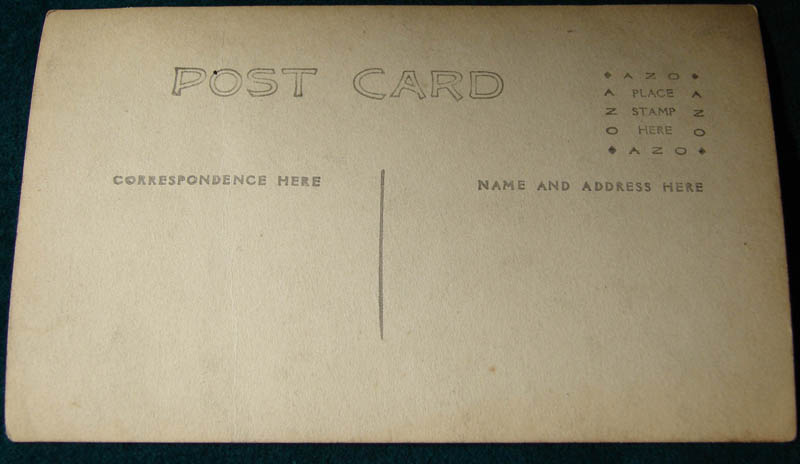 POST CARD
◆ AZO ◆
A PLACE A
Z STAMP Z
O HERE O
◆ AZO ◆
CORRESPONDENCE HERE
NAME AND ADDRESS HERE